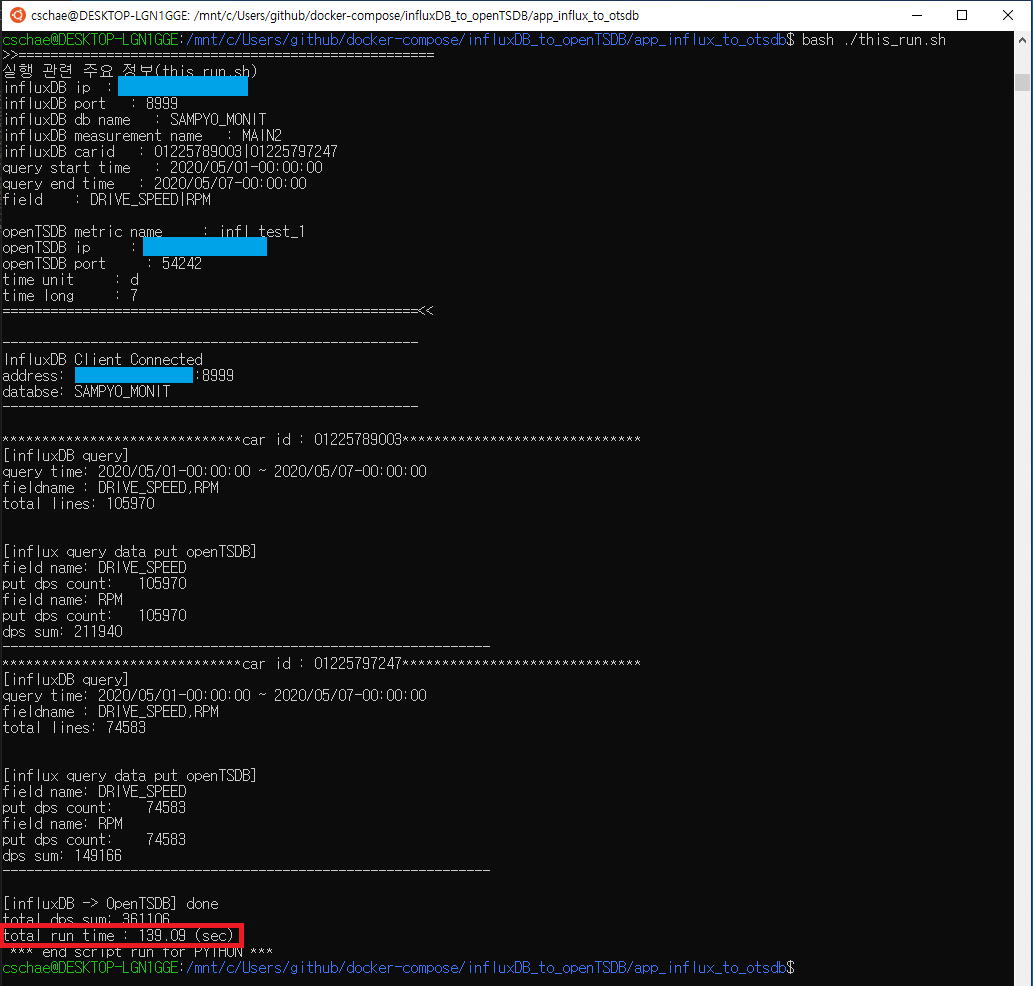 cschae@DESKTOP-LGN1GGE: /mnt/c/Users/github/docker-compose/influxDB_to_openTSDB/app_influx_to_otsdb
cschae@DESKTOP-LGN1GGE:/mnt/c/Users/github/docker-compose/influxDB_to_openTSDB/app_influx_to_otsdb$ bash ./this_run.sh
>>====================================================
실행 관련 주요 정보(this_run.sh)
influxDB ip :
influxDB port : 8999
influxDB db name : SAMPYO_MONIT
influxDB measurement name : MAIN2
influxDB carid : 01225789003|01225797247
query start time : 2020/05/01-00:00:00
query end time : 2020/05/07-00:00:00
field : DRIVE_SPEED|RPM
openTSDB metric name : infl_test_1
openTSDB ip :
openTSDB port : 54242
time unit : d
time long : 7
====================================================<<
----------------------------------------------------
InfluxDB Client Connected
address: :8999
databse: SAMPYO_MONIT
----------------------------------------------------
******************************car id : 01225789003******************************
[influxDB query]
query time: 2020/05/01-00:00:00 ~ 2020/05/07-00:00:00
fieldname : DRIVE_SPEED,RPM
total lines: 105970
[influx query data put openTSDB]
field name: DRIVE_SPEED
put dps count: 105970
field name: RPM
put dps count: 105970
dps sum: 211940
-------------------------------------------------------------
******************************car id : 01225797247******************************
[influxDB query]
query time: 2020/05/01-00:00:00 ~ 2020/05/07-00:00:00
fieldname : DRIVE_SPEED,RPM
total lines: 74583
[influx query data put openTSDB]
field name: DRIVE_SPEED
put dps count: 74583
field name: RPM
put dps count: 74583
dps sum: 149166
-------------------------------------------------------------
[influxDB -> OpenTSDB] done
total dps sum: 361106
total run time : 139.09 (sec)
*** end script run for PYTHON ***
cschae@DESKTOP-LGN1GGE:/mnt/c/Users/github/docker-compose/influxDB_to_openTSDB/app_influx_to_otsdb$